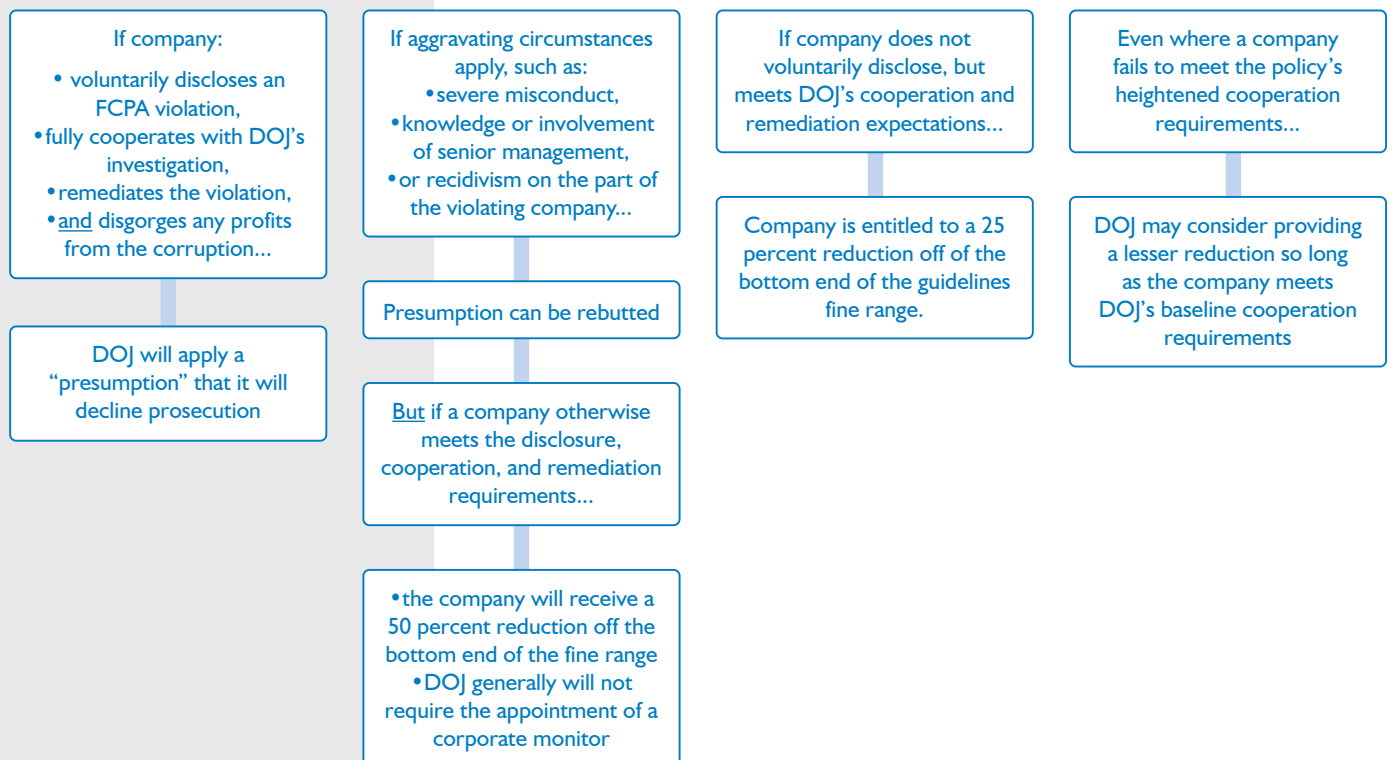 If company:
• voluntarily discloses an
FCPA violation,
•fully cooperates with DOJ’s
investigation,
•remediates the violation,
•and disgorges any profits
from the corruption...
DOJ will apply a
“presumption” that it will
decline prosecution
If aggravating circumstances
apply, such as:
•severe misconduct,
•knowledge or involvement
of senior management,
•or recidivism on the part of
the violating company...
Presumption can be rebutted
But if a company otherwise
meets the disclosure,
cooperation, and remediation
requirements...
•the company will receive a
50 percent reduction off the
bottom end of the fine range
•DOJ generally will not
require the appointment of a
corporate monitor
If company does not
voluntarily disclose, but
meets DOJ’s cooperation and
remediation expectations...
Company is entitled to a 25
percent reduction off of the
bottom end of the guidelines
fine range.
Even where a company
fails to meet the policy’s
heightened cooperation
requirements...
DOJ may consider providing
a lesser reduction so long
as the company meets
DOJ’s baseline cooperation
requirements